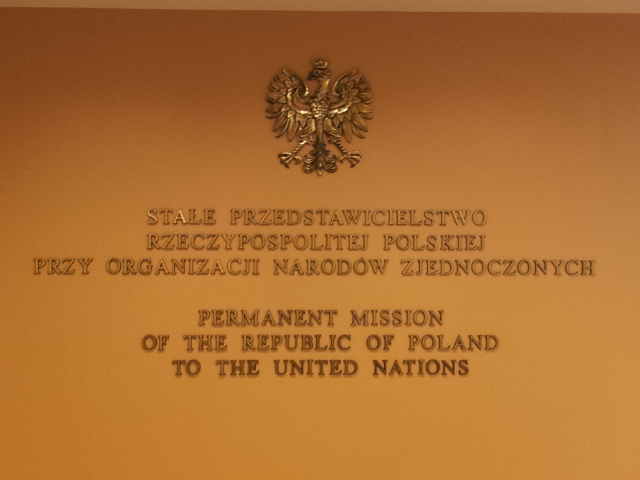 STAŁE PRZEDSTAWICIELSTWO
RZECZYPOSPOLITEJ POLSKIEJ
PRZY ORGANIZACJI NARODÓW ZJEDNOCZONYCH
PERMANENT MISSION
OF THE REPUBLIC OF POLAND
TO THE UNITED NATIONS